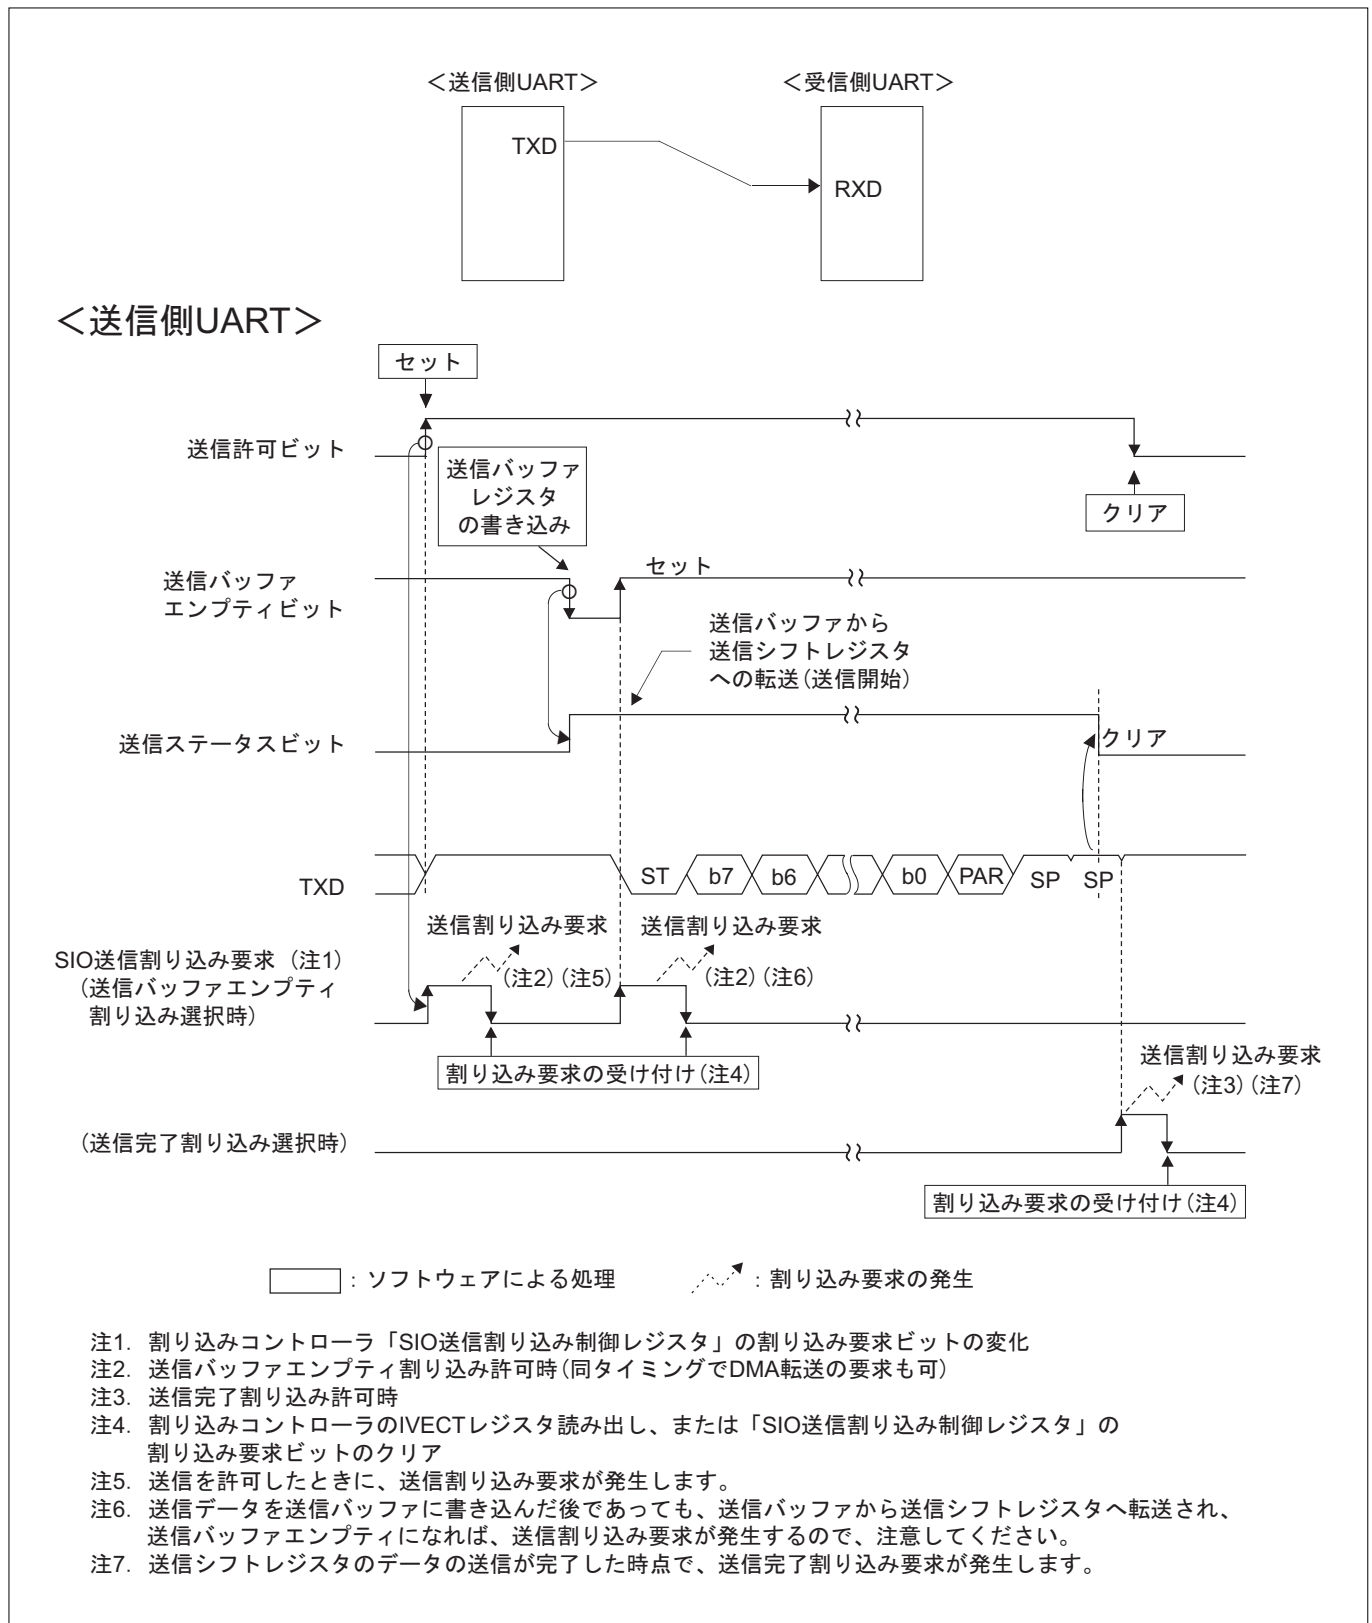 ＜送信側UART＞
＜受信側UART＞
TXD
RXD
＜送信側UART＞
セット
送信許可ビット
送信バッファ
レジスタ
の書き込み
クリア
送信バッファ
エンプティビット
セット
送信バッファから
送信シフトレジスタ
への転送(送信開始)
送信ステータスビット
クリア
TXD
ST b7 b6 b0 PAR SP SP
送信割り込み要求
送信割り込み要求
SIO送信割り込み要求（注1）
(送信バッファエンプティ
割り込み選択時)
(注2)(注5)
(注2)(注6)
割り込み要求の受け付け(注4)
送信割り込み要求
(注3)(注7)
(送信完了割り込み選択時)
割り込み要求の受け付け(注4)
：ソフトウェアによる処理
：割り込み要求の発生
注1. 割り込みコントローラ「SIO送信割り込み制御レジスタ」の割り込み要求ビットの変化
注2. 送信バッファエンプティ割り込み許可時(同タイミングでDMA転送の要求も可)
注3. 送信完了割り込み許可時
注4. 割り込みコントローラのIVECTレジスタ読み出し、または「SIO送信割り込み制御レジスタ」の
割り込み要求ビットのクリア
注5. 送信を許可したときに、送信割り込み要求が発生します。
注6. 送信データを送信バッファに書き込んだ後であっても、送信バッファから送信シフトレジスタへ転送され、
送信バッファエンプティになれば、送信割り込み要求が発生するので、注意してください。
注7. 送信シフトレジスタのデータの送信が完了した時点で、送信完了割り込み要求が発生します。